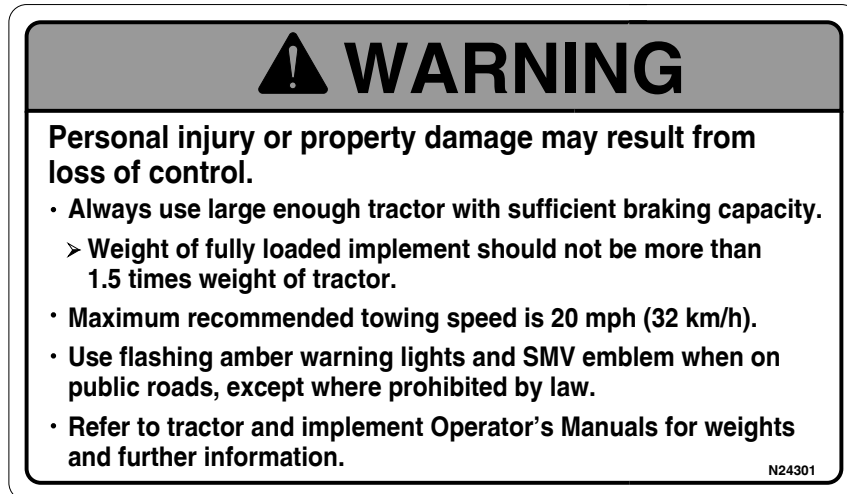 WARNING
Personal injury or property damage may result from
loss of control.
· Always use large enough tractor with sufficient braking capacity.
➢ Weight of fully loaded implement should not be more than
1.5 times weight of tractor.
· Maximum recommended towing speed is 20 mph (32 km/h).
· Use flashing amber warning lights and SMV emblem when on
public roads, except where prohibited by law.
· Refer to tractor and implement Operator’s Manuals for weights
and further information.
N24301